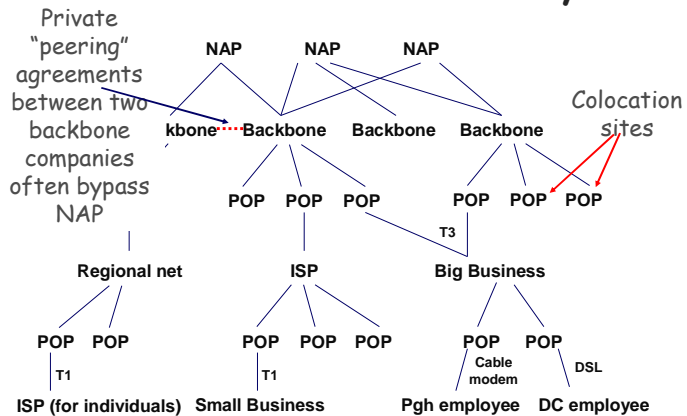 Private
“peering”
agreements
between two
backbone
companies
often bypass
NAP
NAP NAP NAP
kbone Backbone Backbone Backbone
Colocation
sites
POP POP POP POP POP POP
T3
Regional net ISP Big Business
POP POP POP POP POP POP POP
T1 T1 Cable
modem DSL
ISP (for individuals) Small Business Pgh employee DC employee